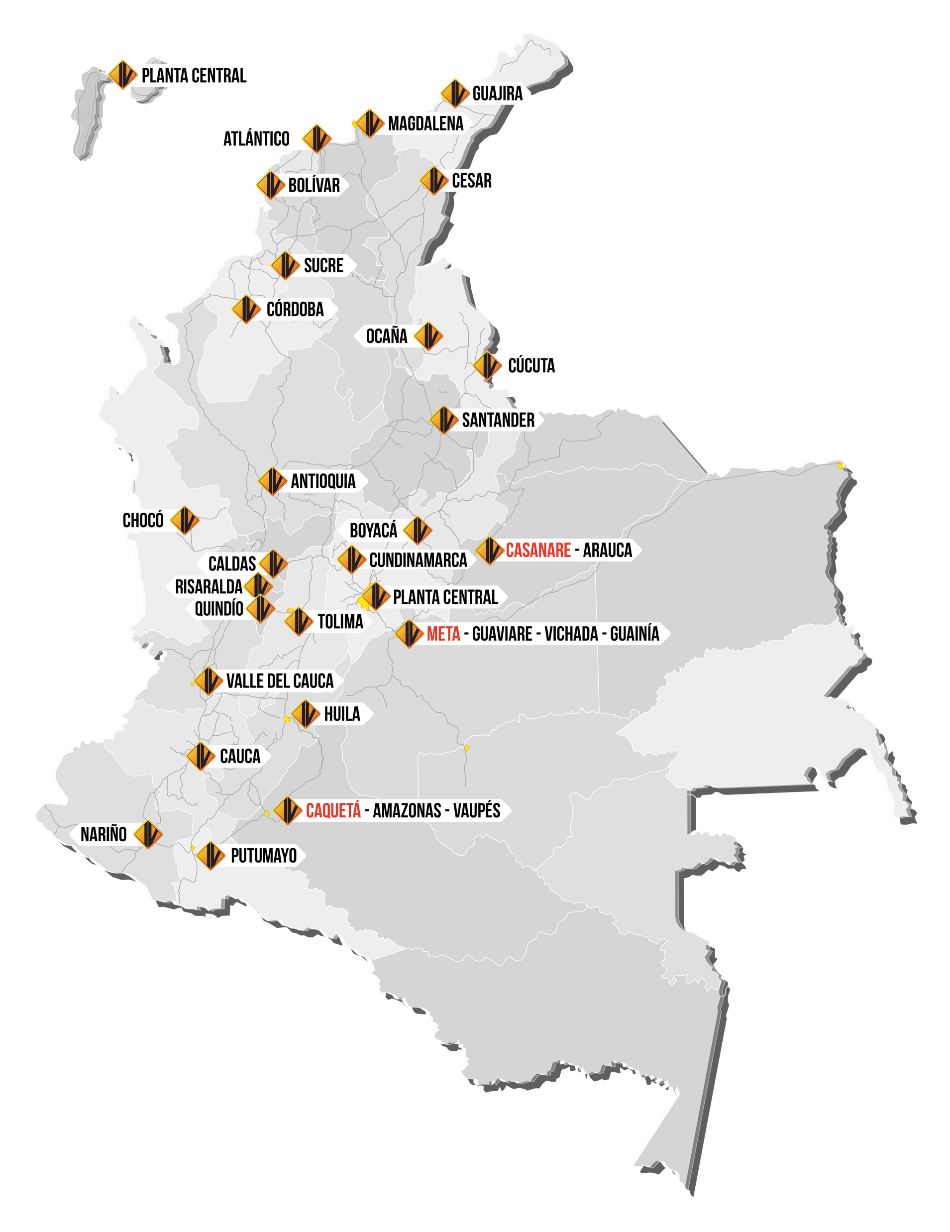 PLANTA CENTRAL
GUAJIRA
MAGDALENA
ATLÁNTICO
CESAR
BOLÍVAR
SUCRE
CÓRDOBA
OCAÑA
CÚCUTA
SANTANDER
ANTIOQUIA
CHOCÓ
BOYACÁ
CASANARE - ARAUCA
CALDAS
CUNDINAMARCA
RISARALDA
PLANTA CENTRAL
QUINDÍO
TOLIMA
META - GUAVIARE - VICHADA - GUAINÍA
VALLE DEL CAUCA
HUILA
CAUCA
CAQUETÁ - AMAZONAS - VAUPÉS
NARIÑO
PUTUMAYO